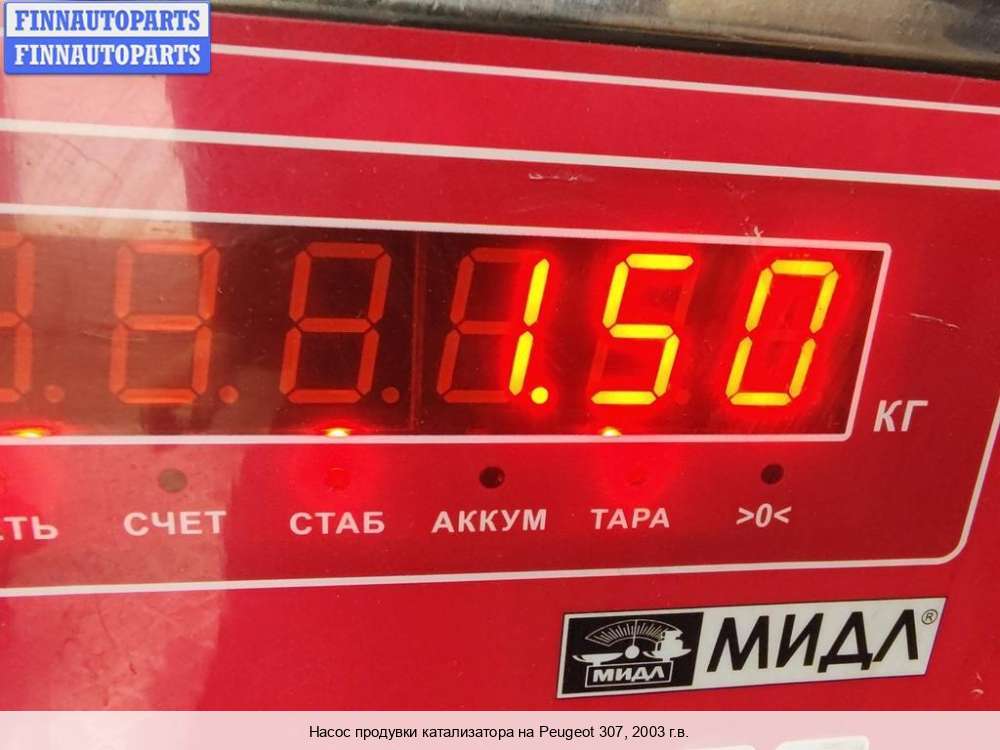 FINNAUTOPARTS
FINNAUTOPARTS
1.50
КГ
СЧЕТ СТАБ АККУМ ТАРА >0<
МИДЛ МИДЛ®
Насос продувки катализатора на Peugeot 307, 2003 г.в.